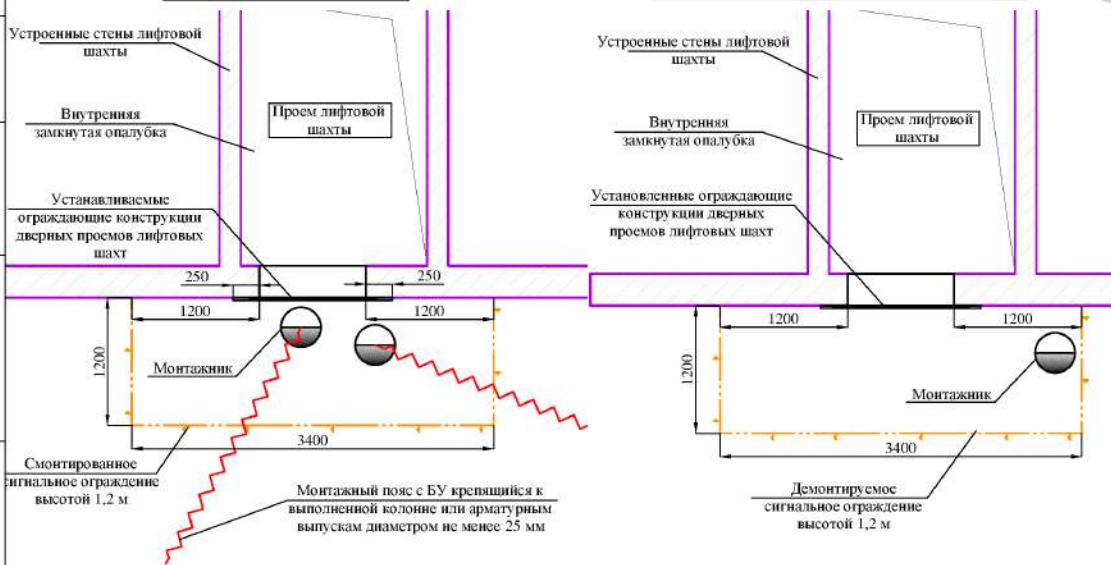 Устроенные стены лифтовой
шахты
Внутренняя
замкнутая опалубка
Проем лифтовой
шахты
Устанавливаемые
ограждающие конструкции
дверных проемов лифтовых
шахт
250
250
1200
1200
1200
Монтажник
3400
Смонтированное
сигнальное ограждение
высотой 1,2 м
Монтажный пояс с БУ крепящийся к
выполненной колонне или арматурным
выпускам диаметром не менее 25 мм
Устроенные стены лифтовой
шахты
Внутренняя
замкнутая опалубка
Проем лифтовой
шахты
Установленные ограждающие
конструкции дверных
проемов лифтовых шахт
1200
1200
1200
Монтажник
3400
Демонтируемое
сигнальное ограждение
высотой 1,2 м